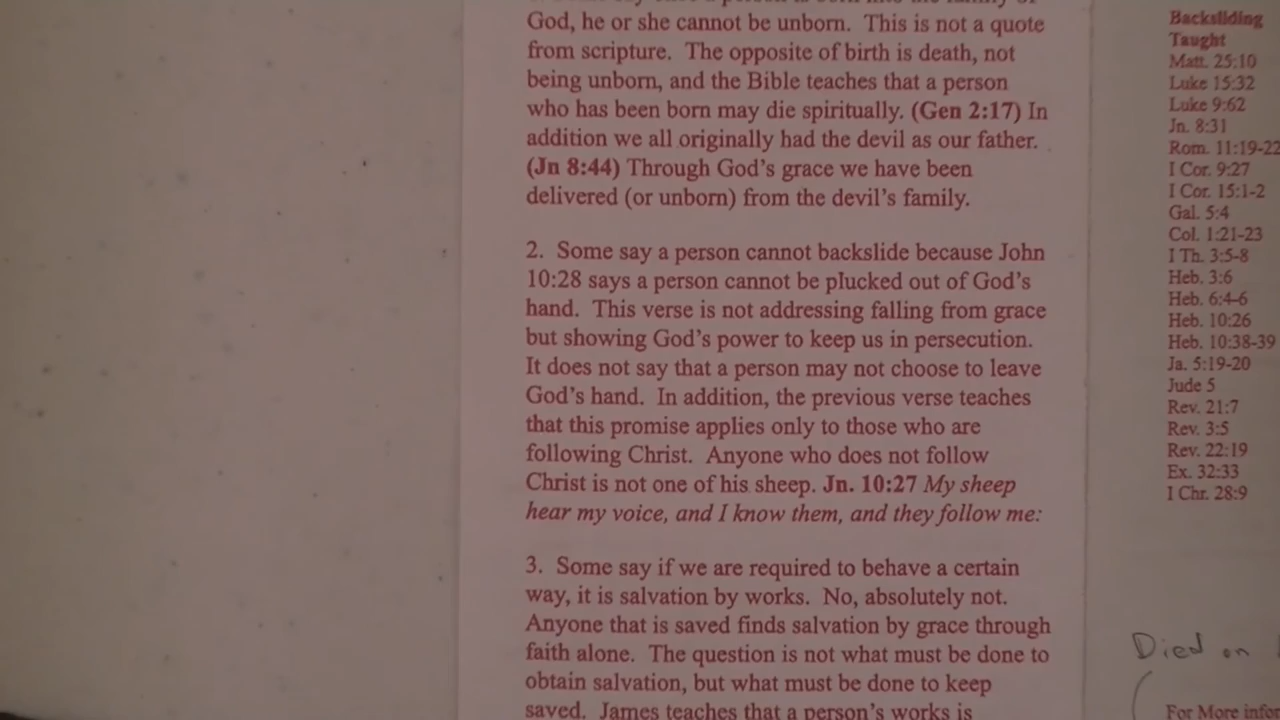 God, he or she cannot be unborn. This is not a quote
from scripture. The opposite of birth is death, not
being unborn, and the Bible teaches that a person
who has been born may die spiritually. (Gen 2:17) In
addition we all originally had the devil as our father.
(Jn 8:44) Through God's grace we have been
delivered (or unborn) from the devil's family.
2. Some say a person cannot backslide because John
10:28 says a person cannot be plucked out of God's
hand. This verse is not addressing falling from grace
but showing God's power to keep us in persecution.
It does not say that a person may not choose to leave
God's hand. In addition, the previous verse teaches
that this promise applies only to those who are
following Christ. Anyone who does not follow
Christ is not one of his sheep. Jn. 10:27 My sheep
hear my voice, and I know them, and they follow me:
3. Some say if we are required to behave a certain
way, it is salvation by works. No, absolutely not.
Anyone that is saved finds salvation by grace through
faith alone. The question is not what must be done to
obtain salvation, but what must be done to keep
saved. James teaches that a person's works is
Backsliding
Taught
Matt. 25:10
Luke 15:32
Luke 9:62
Jn. 8:31
Rom. 11:19-22
I Cor. 9:27
I Cor. 15:1-2
Gal. 5:4
Col. 1:21-23
I Th. 3:5-8
Heb. 3:6
Heb. 6:4-6
Heb. 10:26
Heb. 10:38-39
Ja. 5:19-20
Jude 5
Rev. 21:7
Rev. 3:5
Rev. 22:19
Ex. 32:33
I Chr. 28:9
Died on
For More infor